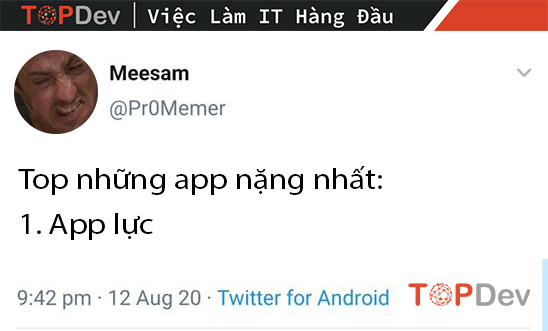 TOPDev | Việc Làm IT Hàng Đầu
Meesam
@Pr0Memer
Top những app nặng nhất:
1. App lực
9:42 pm · 12 Aug 20 · Twitter for Android
TOPDev